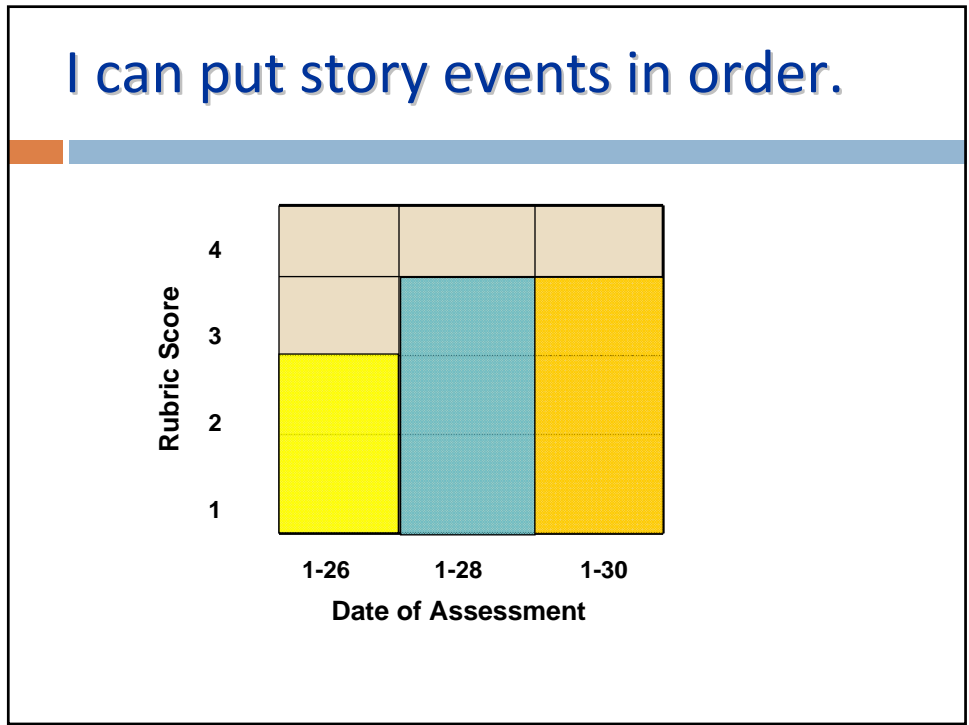 I can put story events in order.
4
3
2
1
Rubric Score
1-26 1-28 1-30
Date of Assessment